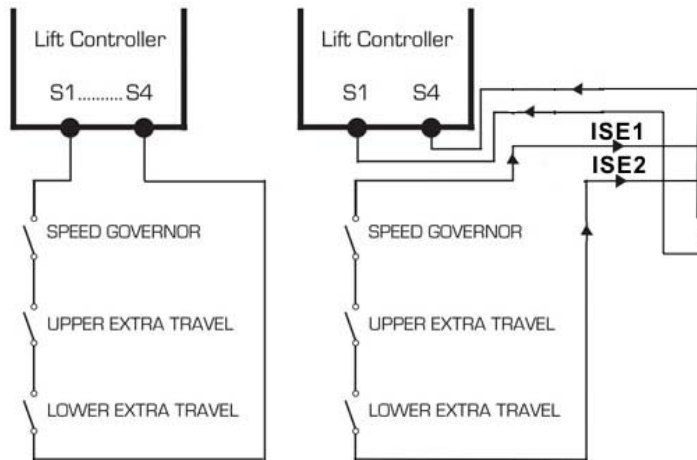 Lift Controller
S1..........S4
SPEED GOVERNOR
UPPER EXTRA TRAVEL
LOWER EXTRA TRAVEL
Lift Controller
S1 S4
ISE1
ISE2
SPEED GOVERNOR
UPPER EXTRA TRAVEL
LOWER EXTRA TRAVEL